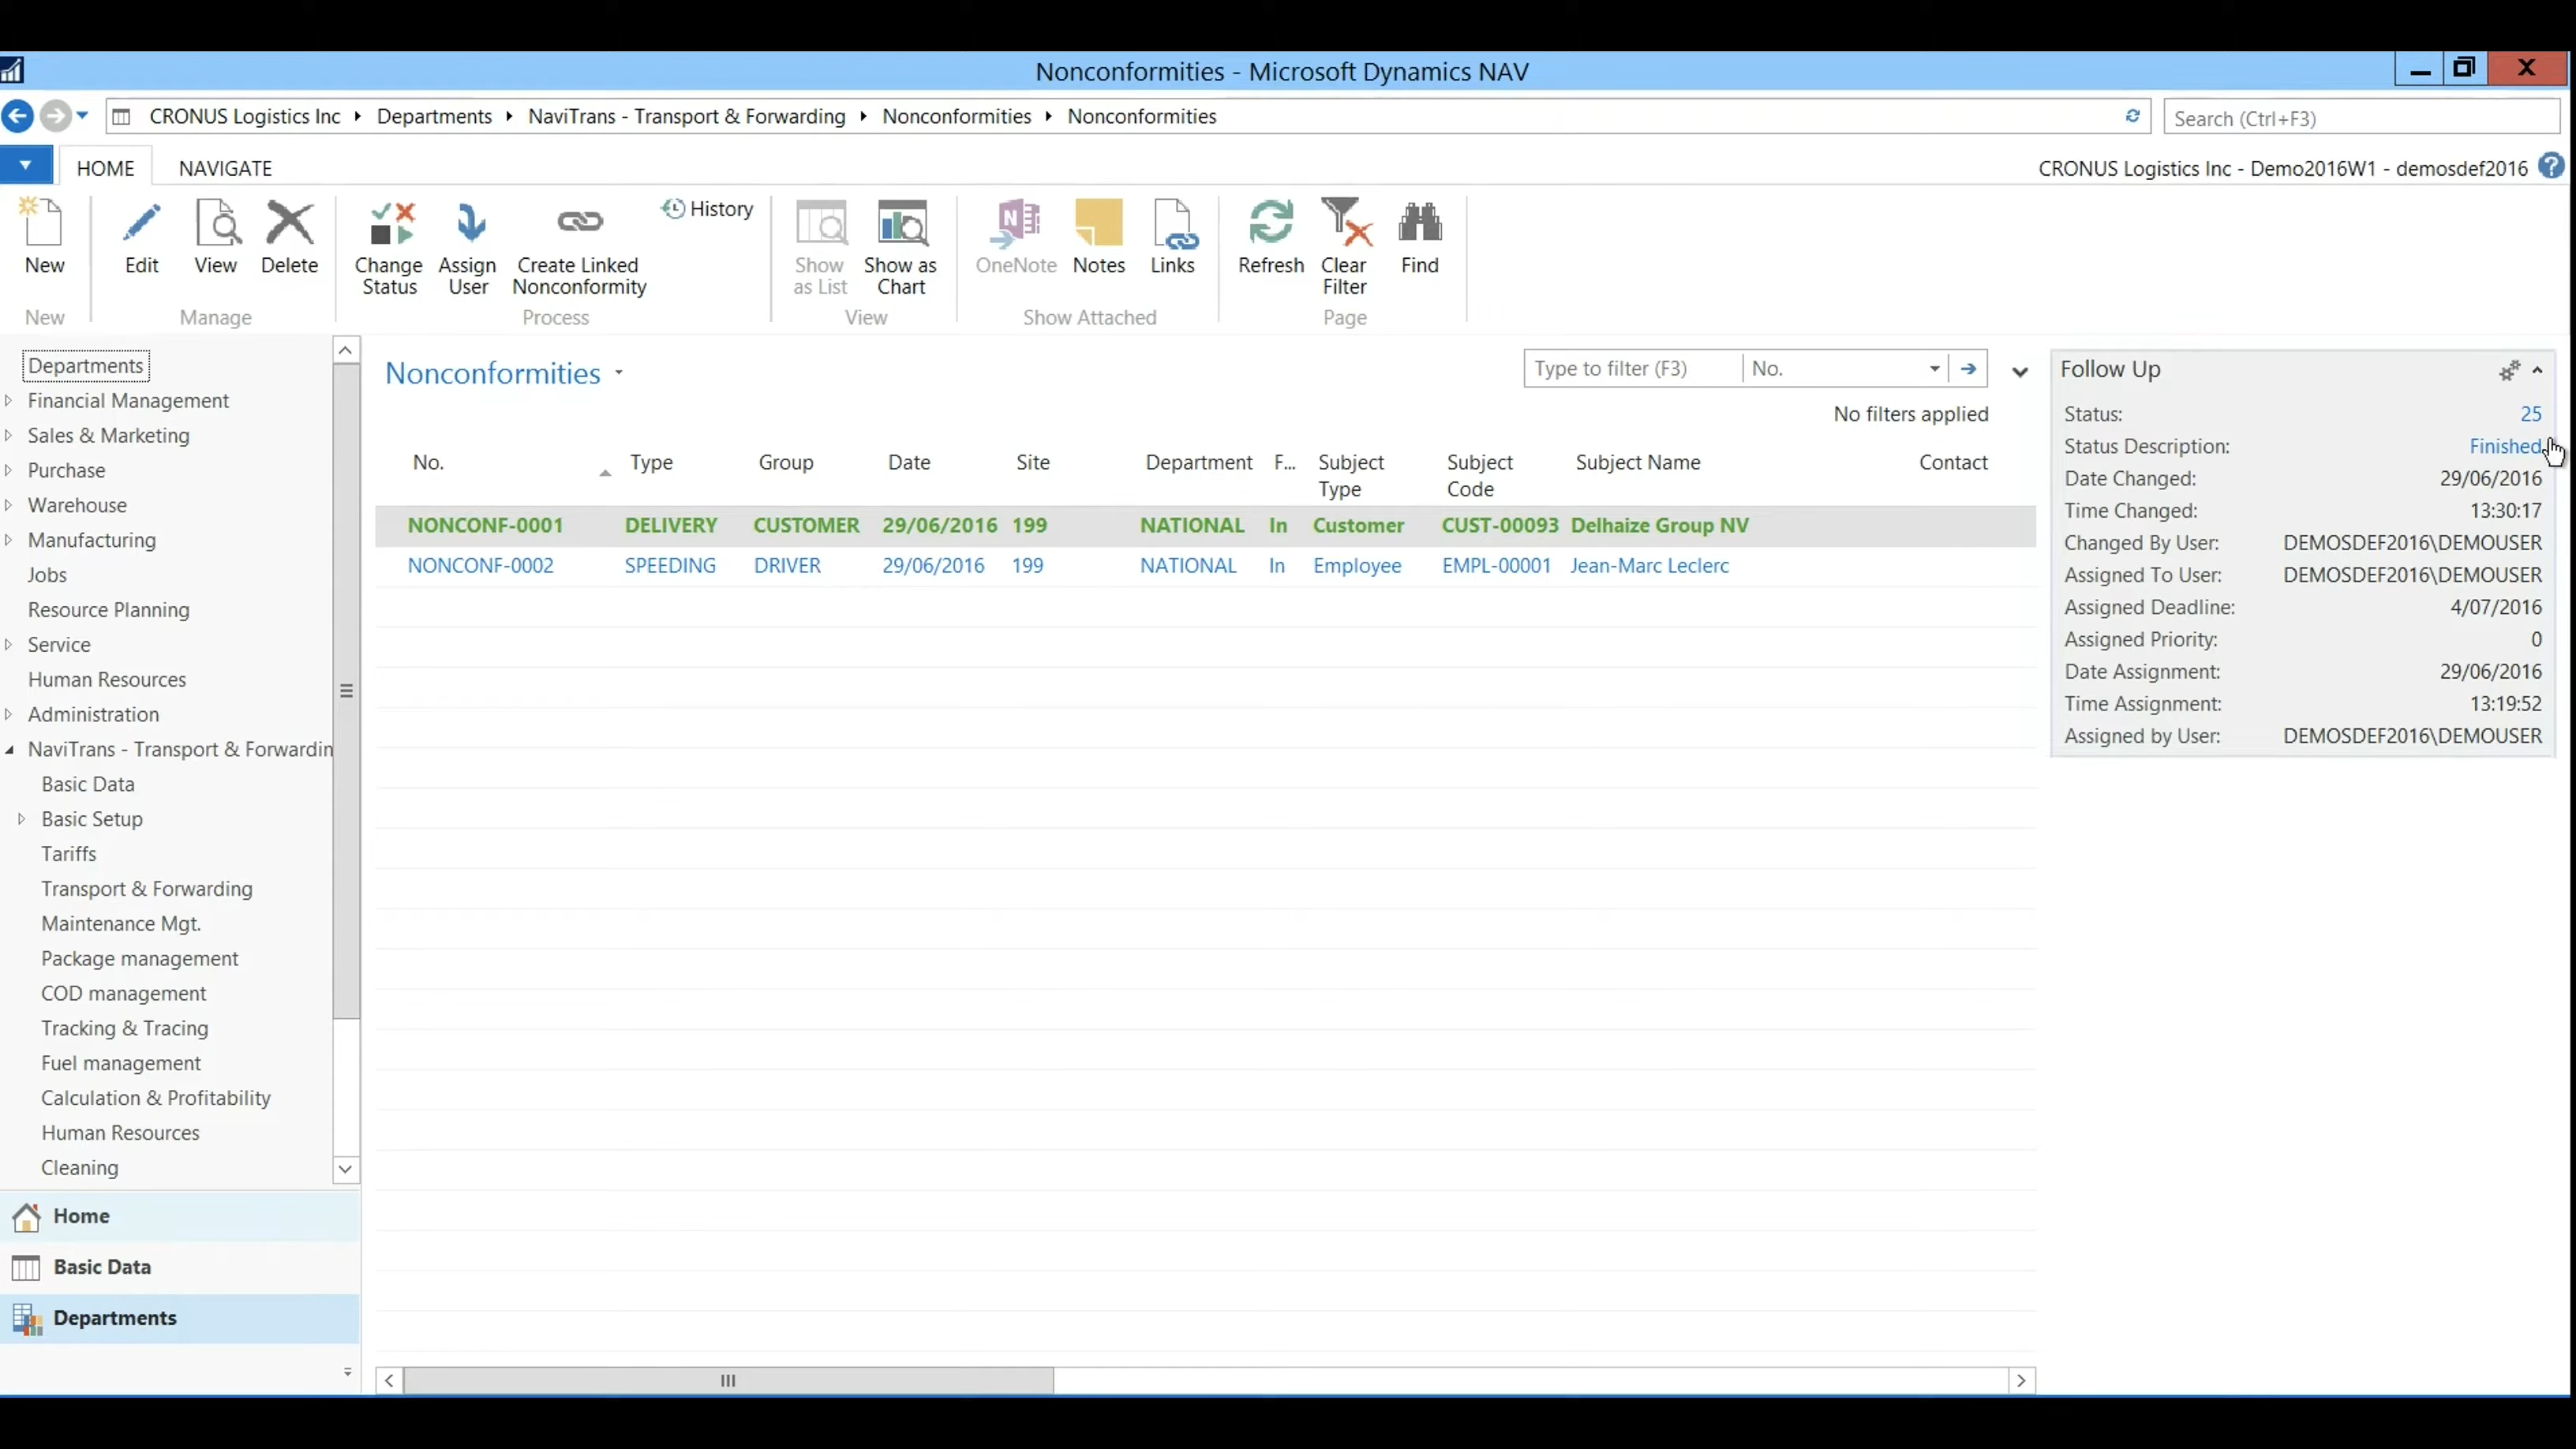 Nonconformities - Microsoft Dynamics NAV
CRONUS Logistics Inc Departments NaviTrans - Transport & Forwarding Nonconformities Nonconformities
Search (Ctrl+F3)
HOME NAVIGATE
CRONUS Logistics Inc - Demo2016W1 - demosdef2016
New
Edit
View
Delete
Change Status
Assign User
Create Linked Nonconformity
History
Show as List
Show as Chart
OneNote
Notes
Links
Refresh
Clear Filter
Find
New
Manage
Process
View
Show Attached
Page
Departments
Financial Management
Sales & Marketing
Purchase
Warehouse
Manufacturing
Jobs
Resource Planning
Service
Human Resources
Administration
NaviTrans - Transport & Forwardin
Basic Data
Basic Setup
Tariffs
Transport & Forwarding
Maintenance Mgt.
Package management
COD management
Tracking & Tracing
Fuel management
Calculation & Profitability
Human Resources
Cleaning
Home
Basic Data
Departments
Nonconformities
Type to filter (F3) No.
No filters applied
No. Type Group Date Site Department F... Subject Type Subject Code Subject Name Contact
NONCONF-0001 DELIVERY CUSTOMER 29/06/2016 199 NATIONAL In Customer CUST-00093 Delhaize Group NV
NONCONF-0002 SPEEDING DRIVER 29/06/2016 199 NATIONAL In Employee EMPL-00001 Jean-Marc Leclerc
Follow Up
Status: 25
Status Description: Finished
Date Changed: 29/06/2016
Time Changed: 13:30:17
Changed By User: DEMOSDEF2016\DEMOUSER
Assigned To User: DEMOSDEF2016\DEMOUSER
Assigned Deadline: 4/07/2016
Assigned Priority: 0
Date Assignment: 29/06/2016
Time Assignment: 13:19:52
Assigned by User: DEMOSDEF2016\DEMOUSER